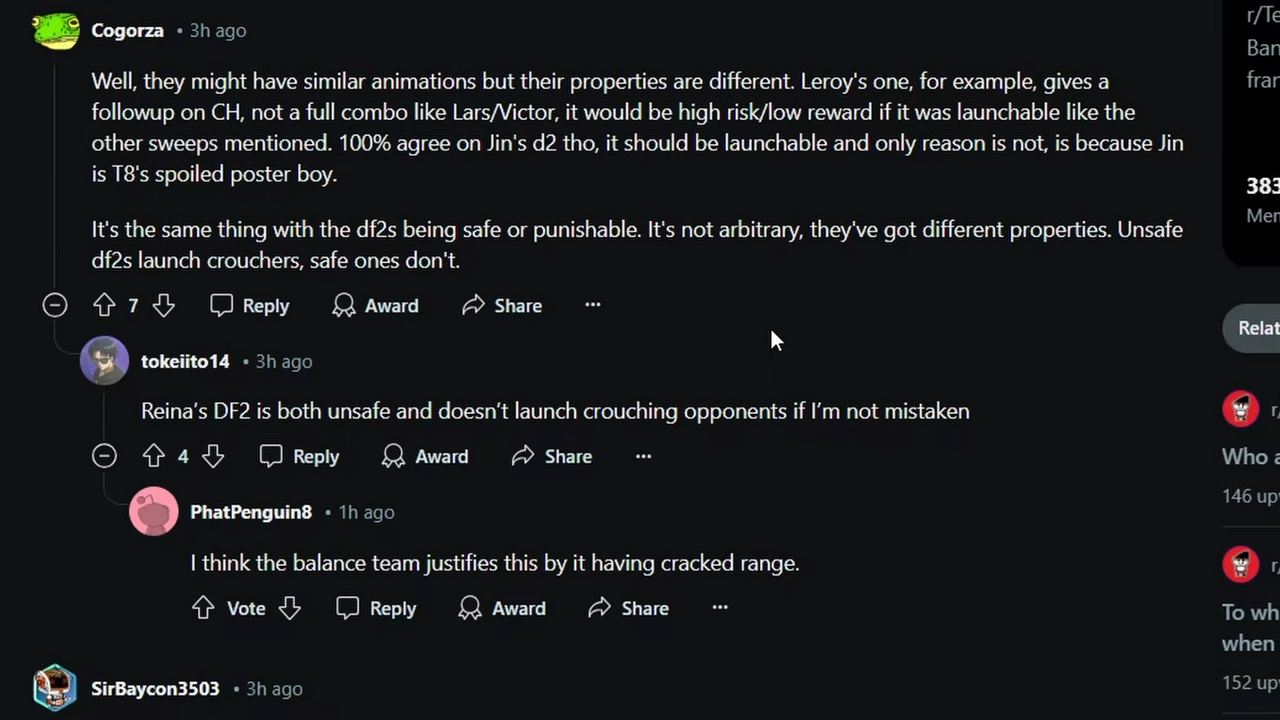 Cogorza • 3h ago
Well, they might have similar animations but their properties are different. Leroy's one, for example, gives a
followup on CH, not a full combo like Lars/Victor, it would be high risk/low reward if it was launchable like the
other sweeps mentioned. 100% agree on Jin's d2 tho, it should be launchable and only reason is not, is because Jin
is T8's spoiled poster boy.
It's the same thing with the df2s being safe or punishable. It's not arbitrary, they've got different properties. Unsafe
df2s launch crouchers, safe ones don't.
7 Reply Award Share ...
tokeiito14 • 3h ago
Reina’s DF2 is both unsafe and doesn’t launch crouching opponents if I’m not mistaken
4 Reply Award Share ...
PhatPenguin8 • 1h ago
I think the balance team justifies this by it having cracked range.
Vote Reply Award Share ...
SirBaycon3503 • 3h ago
r/Te
Ban
fran
383
Mem
Relat
r/
Who a
146 upv
r/
To wh
when
152 upv